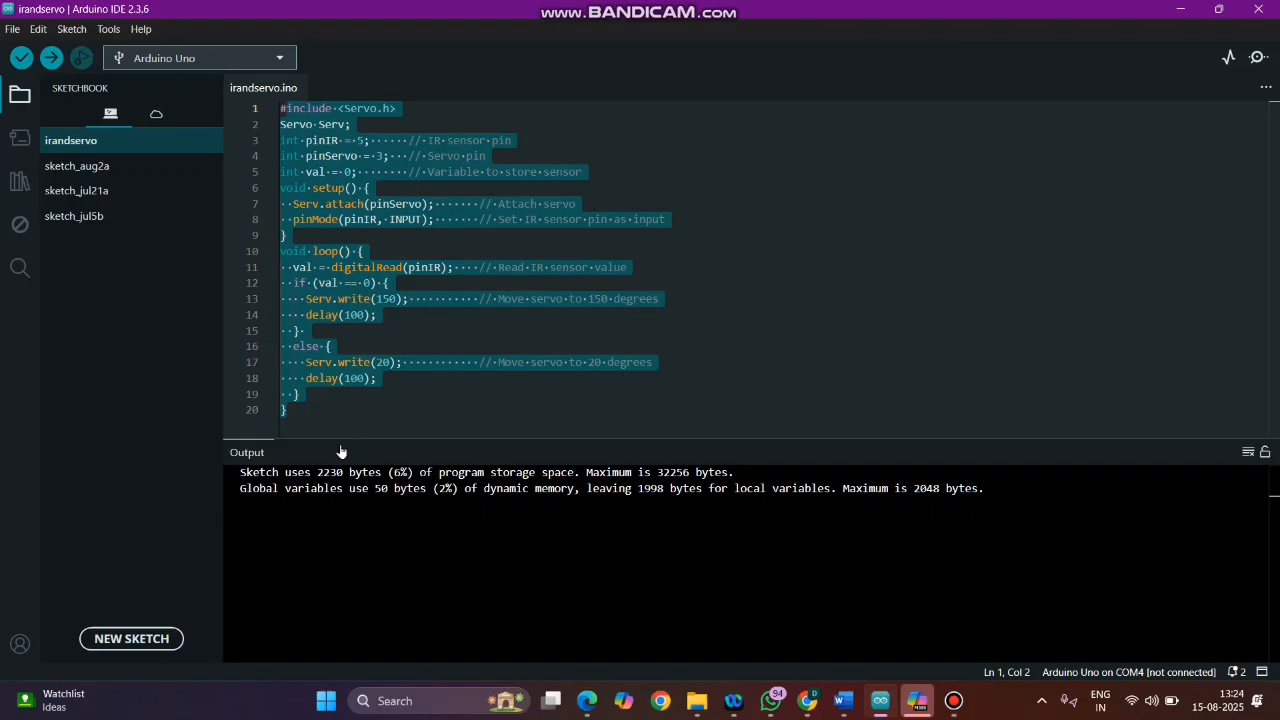 www.BANDICAM.com
irandservo | Arduino IDE 2.3.6
File Edit Sketch Tools Help
Arduino Uno
SKETCHBOOK
irandservo
sketch_aug2a
sketch_jul21a
sketch_jul5b
NEW SKETCH
irandservo.ino
1 #include <Servo.h>
2 Servo Serv;
3 int pinIR = 5; // IR sensor pin
4 int pinServo = 3; // Servo pin
5 int val = 0; // Variable to store sensor
6 void setup() {
7 Serv.attach(pinServo); // Attach servo
8 pinMode(pinIR, INPUT); // Set IR sensor pin as input
9 }
10 void loop() {
11 val = digitalRead(pinIR); // Read IR sensor value
12 if (val == 0) {
13 Serv.write(150); // Move servo to 150 degrees
14 delay(100);
15 }
16 else {
17 Serv.write(20); // Move servo to 20 degrees
18 delay(100);
19 }
20 }
Output
Sketch uses 2230 bytes (6%) of program storage space. Maximum is 32256 bytes.
Global variables use 50 bytes (2%) of dynamic memory, leaving 1998 bytes for local variables. Maximum is 2048 bytes.
Ln 1, Col 2 Arduino Uno on COM4 [not connected] 2
Watchlist
Ideas
Search
94
ENG
IN
13:24
15-08-2025